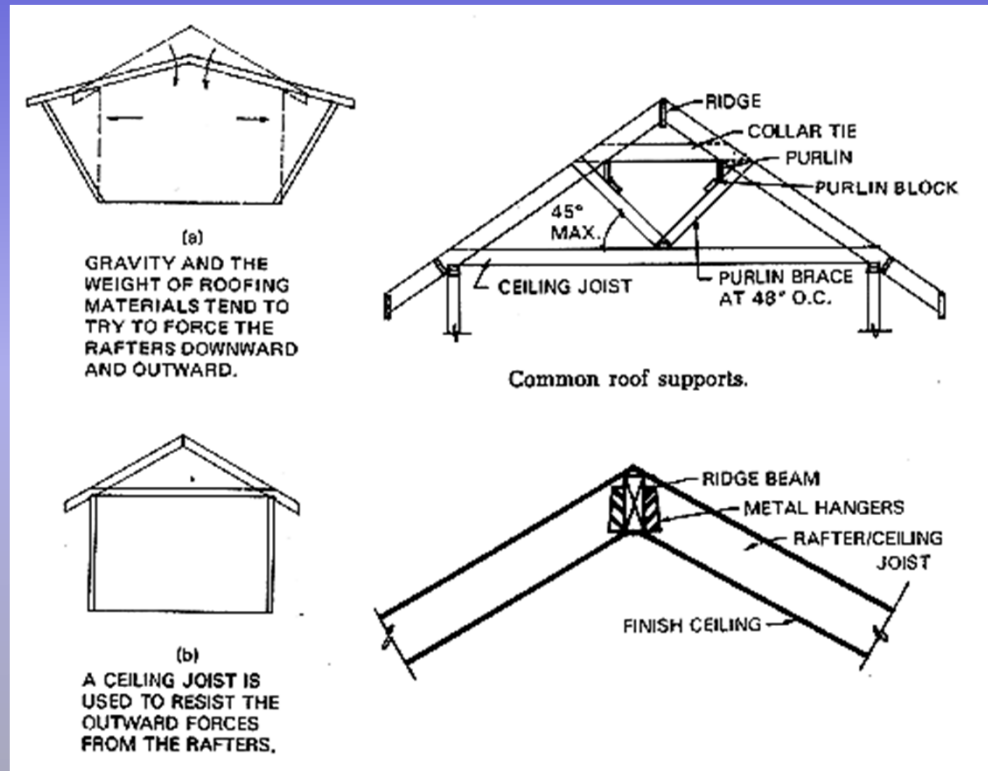 (a)
GRAVITY AND THE
WEIGHT OF ROOFING
MATERIALS TEND TO
TRY TO FORCE THE
RAFTERS DOWNWARD
AND OUTWARD.
RIDGE
COLLAR TIE
PURLIN
PURLIN BLOCK
45°
MAX.
CEILING JOIST
PURLIN BRACE
AT 48" O.C.
Common roof supports.
(b)
A CEILING JOIST IS
USED TO RESIST THE
OUTWARD FORCES
FROM THE RAFTERS.
RIDGE BEAM
METAL HANGERS
RAFTER/CEILING
JOIST
FINISH CEILING